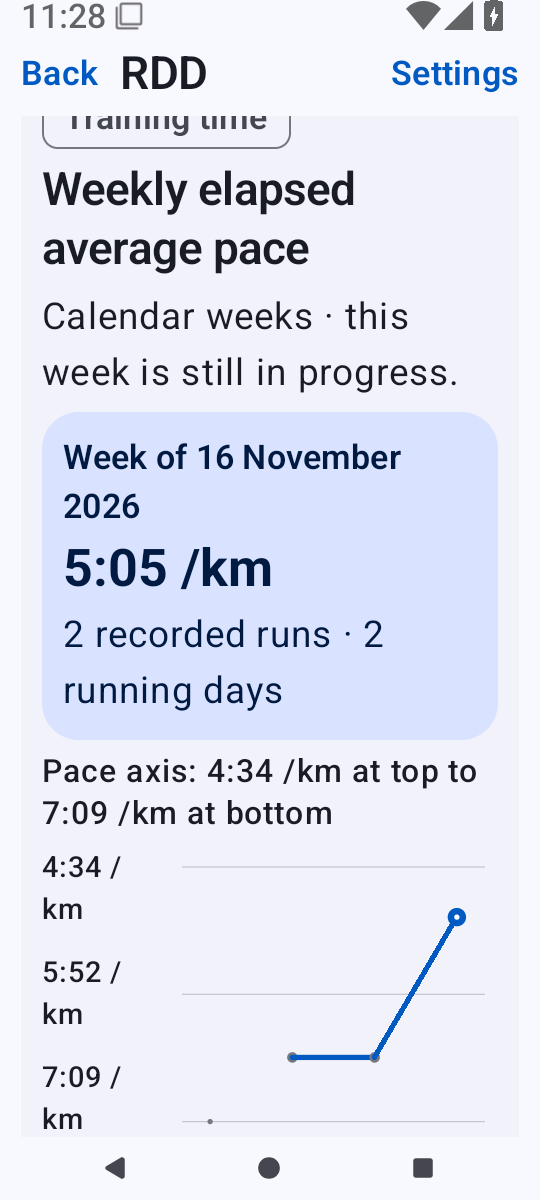 11:28
Back RDD Settings
Training time
Weekly elapsed
average pace
Calendar weeks · this
week is still in progress.
Week of 16 November
2026
5:05 /km
2 recorded runs · 2
running days
Pace axis: 4:34 /km at top to
7:09 /km at bottom
4:34 /
km
5:52 /
km
7:09 /
km